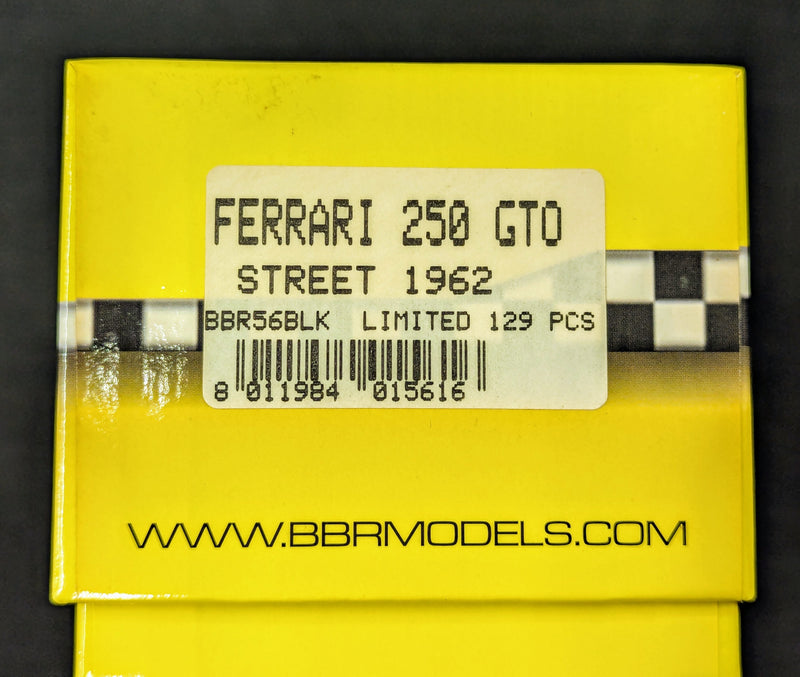 FERRARI 250 GTO
STREET 1962
BBR56BLK LIMITED 129 PCS
8 011984 015616
WWW.BBRMODELS.COM